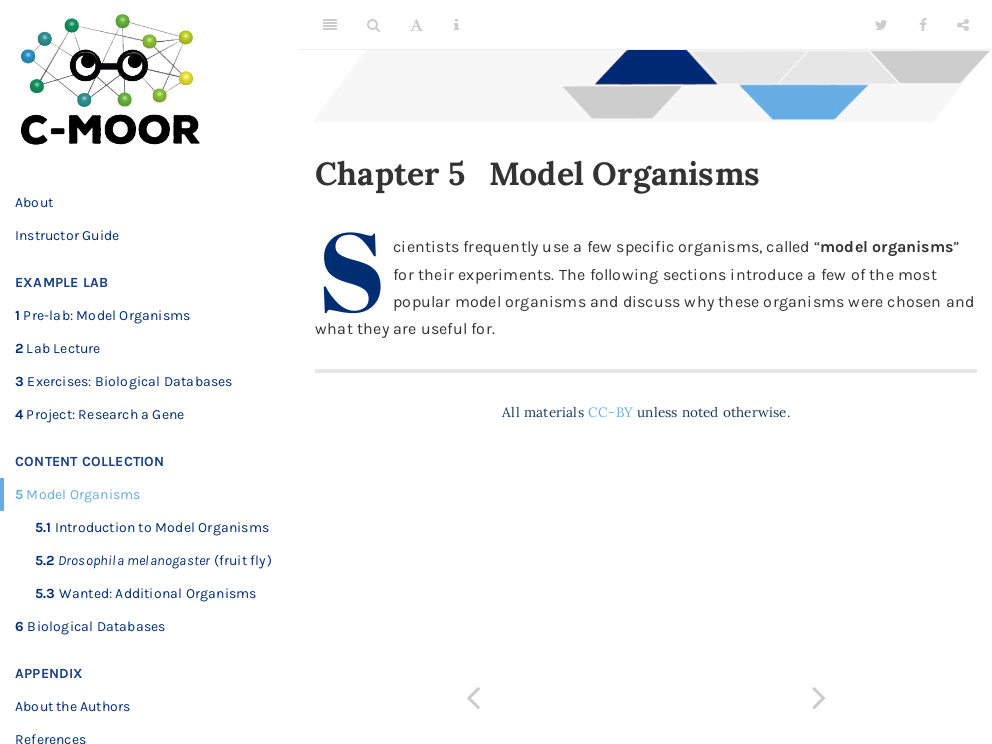 C-MOOR
About
Instructor Guide
EXAMPLE LAB
1 Pre-lab: Model Organisms
2 Lab Lecture
3 Exercises: Biological Databases
4 Project: Research a Gene
CONTENT COLLECTION
5 Model Organisms
5.1 Introduction to Model Organisms
5.2 Drosophila melanogaster (fruit fly)
5.3 Wanted: Additional Organisms
6 Biological Databases
APPENDIX
About the Authors
References
Chapter 5 Model Organisms
Scientists frequently use a few specific organisms, called “model organisms”
for their experiments. The following sections introduce a few of the most
popular model organisms and discuss why these organisms were chosen and
what they are useful for.
All materials CC-BY unless noted otherwise.